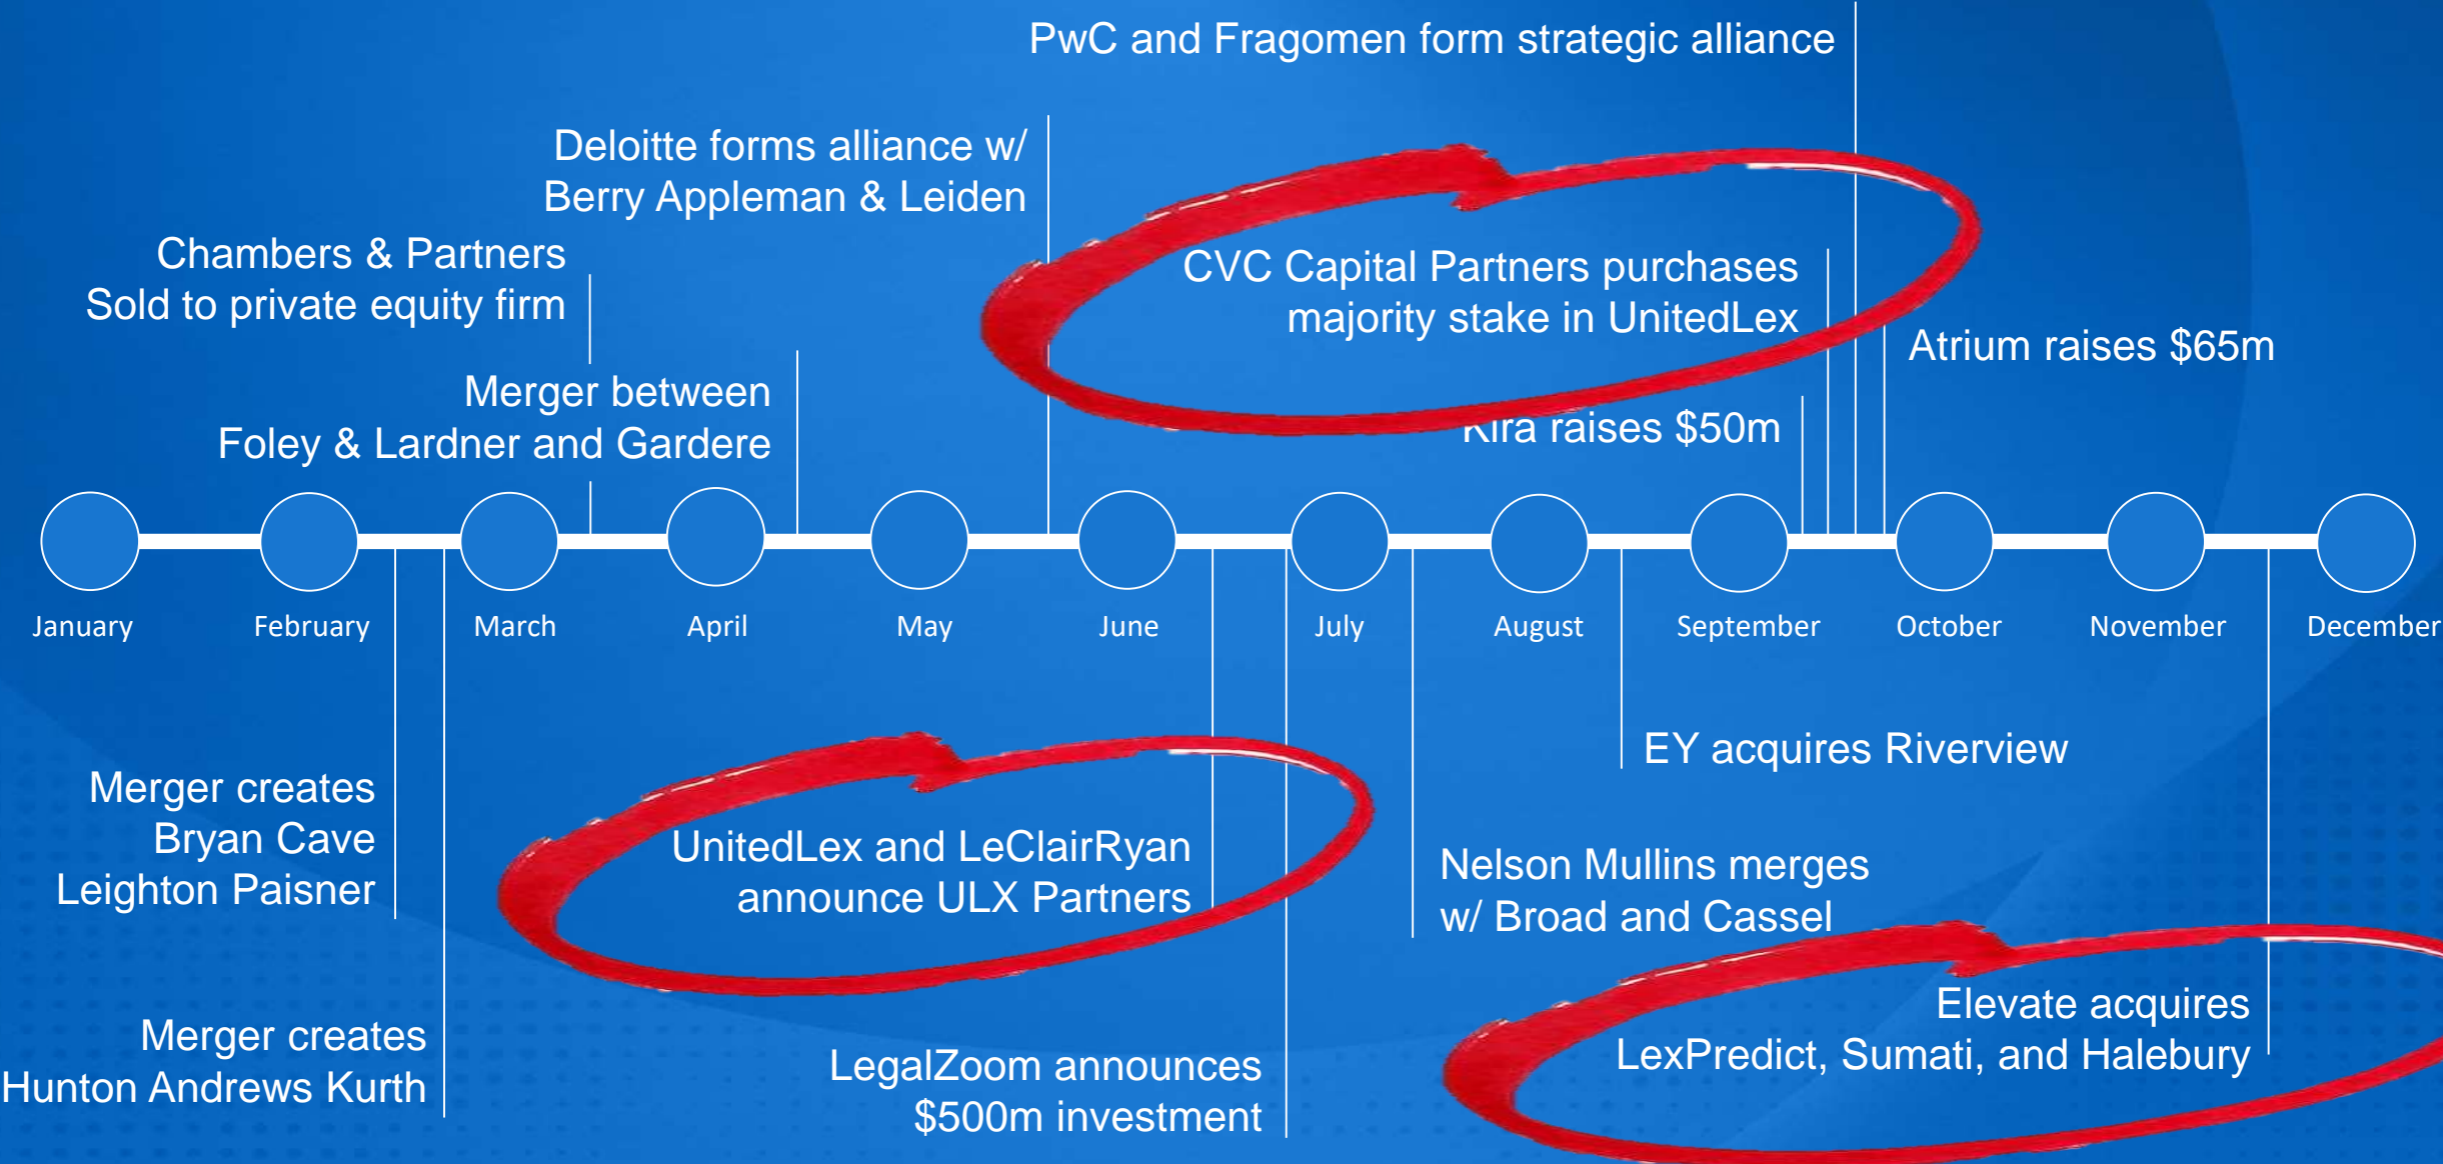 PwC and Fragomen form strategic alliance
Deloitte forms alliance w/
Berry Appleman & Leiden
Chambers & Partners
Sold to private equity firm
CVC Capital Partners purchases
majority stake in UnitedLex
Atrium raises $65m
Merger between
Foley & Lardner and Gardere
Kira raises $50m
January
February
March
April
May
June
July
August
September
October
November
December
EY acquires Riverview
Merger creates
Bryan Cave
Leighton Paisner
UnitedLex and LeClairRyan
announce ULX Partners
Nelson Mullins merges
w/ Broad and Cassel
Elevate acquires
LexPredict, Sumati, and Halebury
Merger creates
Hunton Andrews Kurth
LegalZoom announces
$500m investment